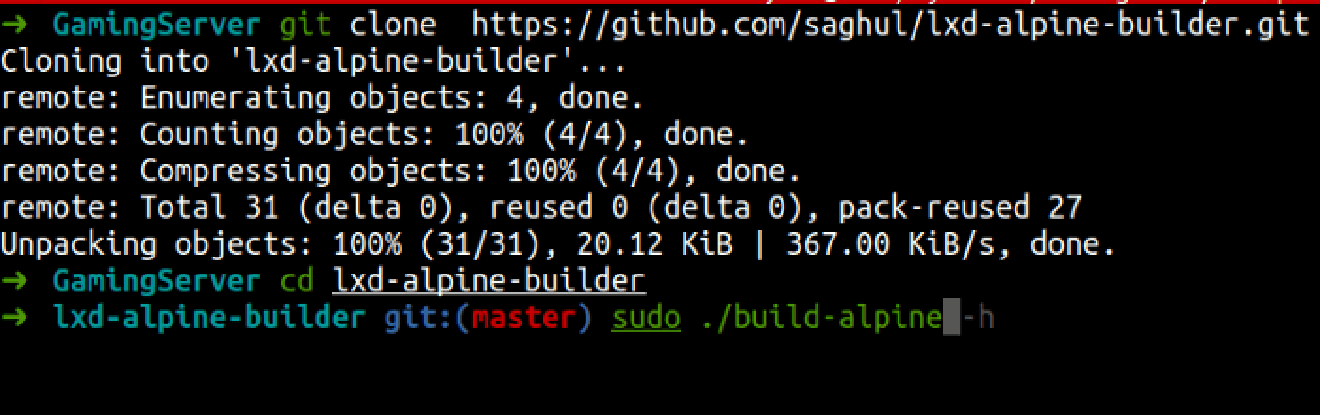 ➜ GamingServer git clone https://github.com/saghul/lxd-alpine-builder.git
Cloning into 'lxd-alpine-builder'...
remote: Enumerating objects: 4, done.
remote: Counting objects: 100% (4/4), done.
remote: Compressing objects: 100% (4/4), done.
remote: Total 31 (delta 0), reused 0 (delta 0), pack-reused 27
Unpacking objects: 100% (31/31), 20.12 KiB | 367.00 KiB/s, done.
➜ GamingServer cd lxd-alpine-builder
➜ lxd-alpine-builder git:(master) sudo ./build-alpine -h